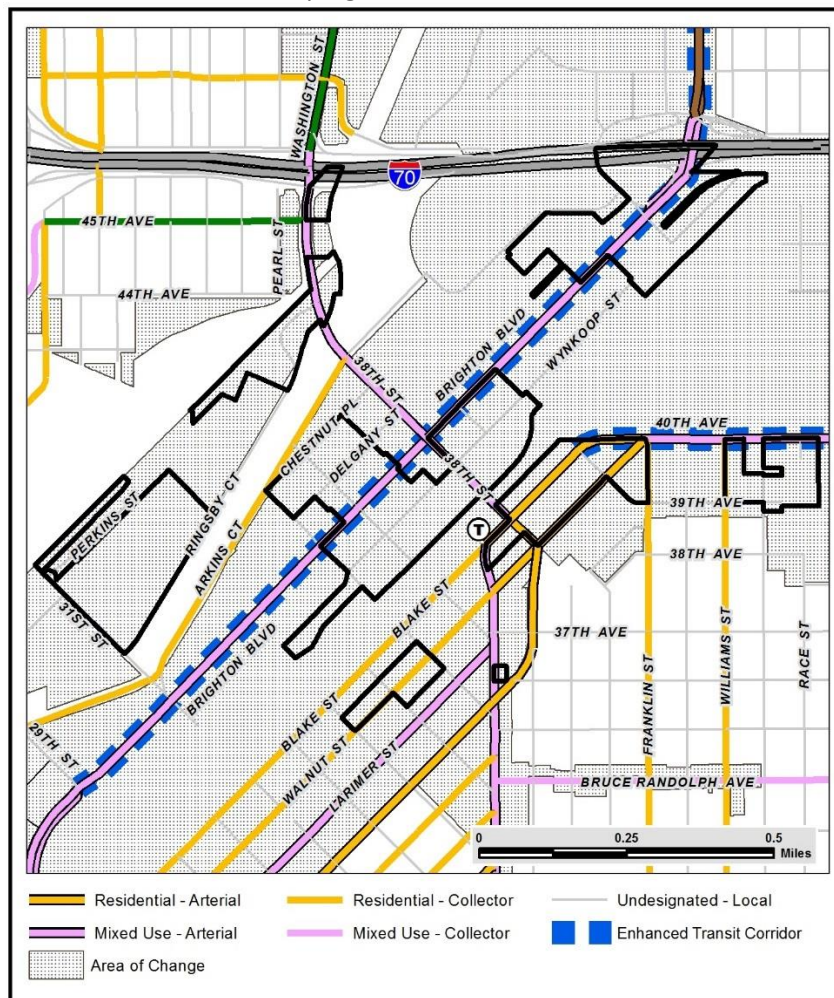 WASHINGTON ST
70
45TH AVE
PEARL ST
44TH AVE
BRIGHTON BLVD
WYNKOOP ST
38TH ST
CHESTNUT PL
DELGANY ST
40TH AVE
38TH ST
39TH AVE
PERKINS ST
RINGSBY CT
ARKINS CT
T
38TH AVE
31ST ST
BLAKE ST
37TH AVE
BRIGHTON BLVD
FRANKLIN ST
WILLIAMS ST
RACE ST
29TH ST
BLAKE ST
WALNUT ST
LARIMER ST
BRUCE RANDOLPH AVE
0 0.25 0.5
Miles
Residential - Arterial Residential - Collector Undesignated - Local
Mixed Use - Arterial Mixed Use - Collector Enhanced Transit Corridor
Area of Change